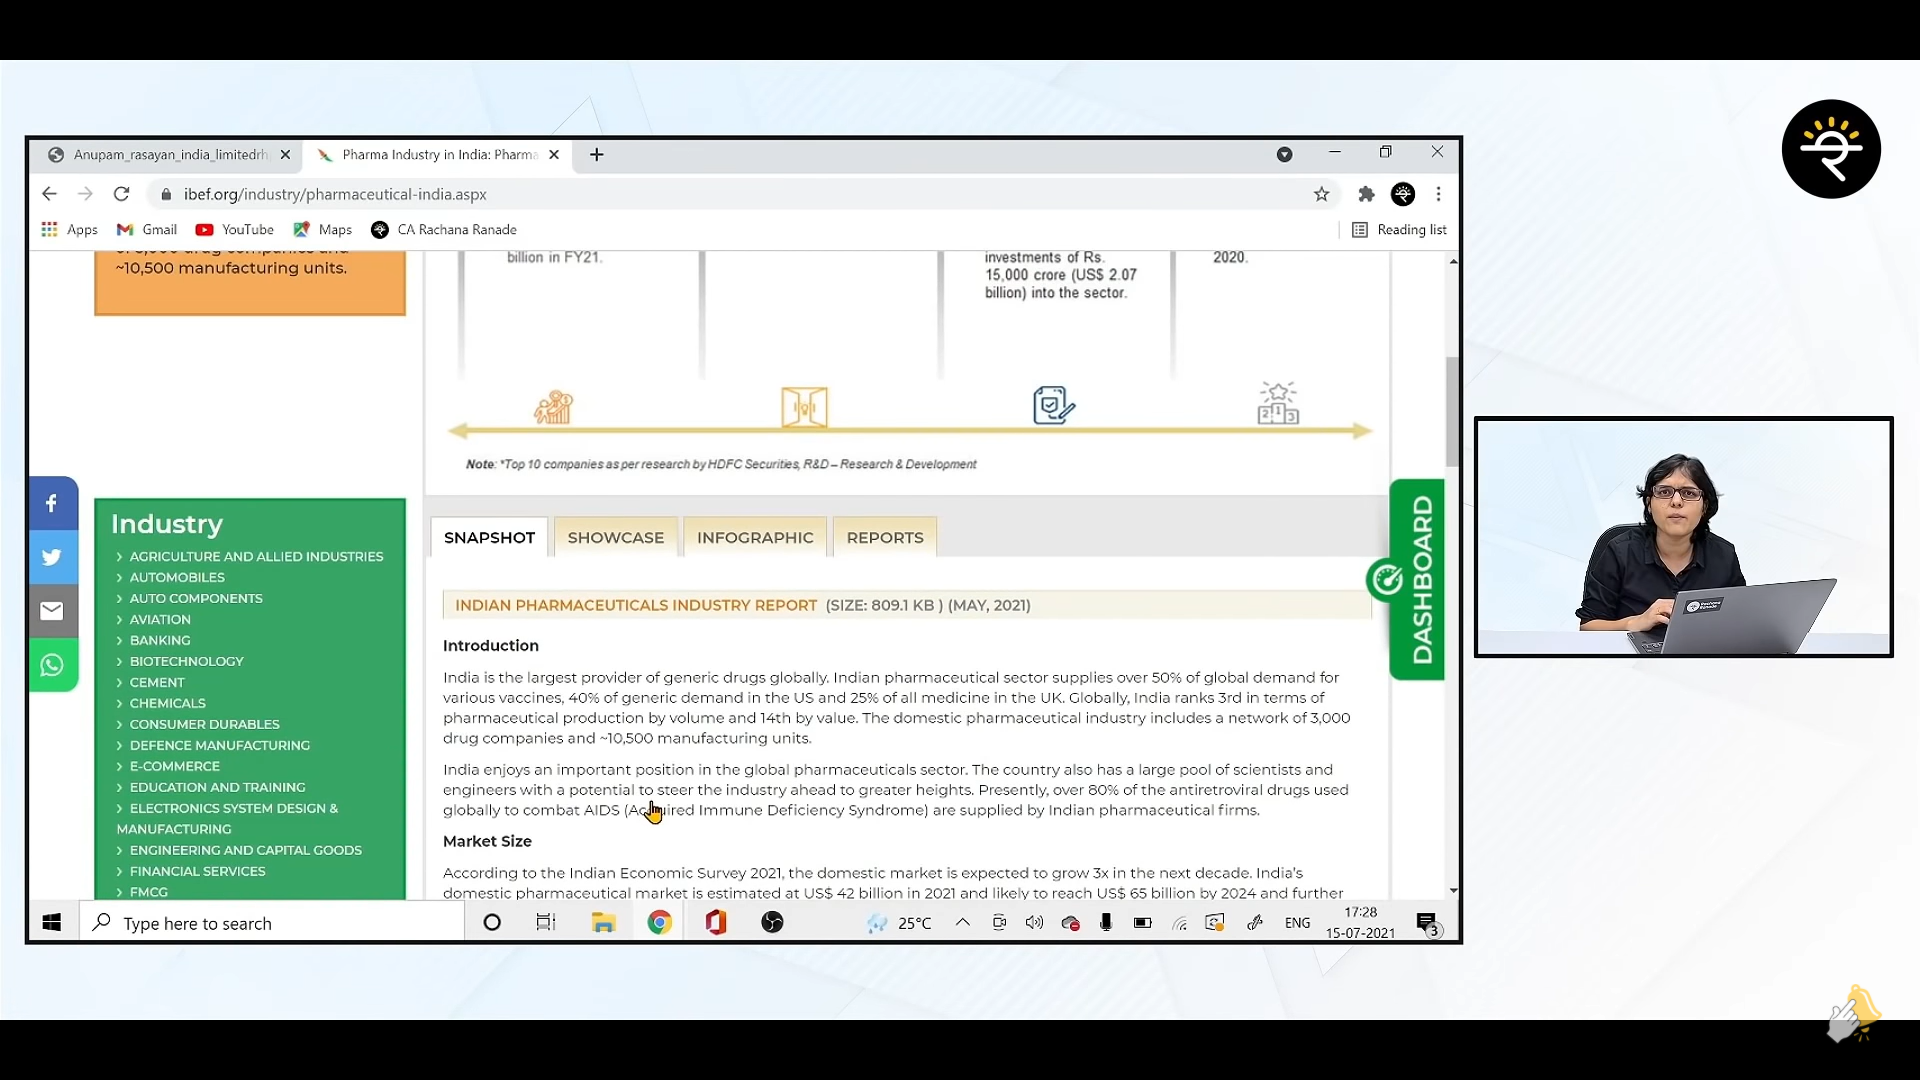 Anupam_rasayan_india_limitedrh
Pharma Industry in India: Pharma
ibef.org/industry/pharmaceutical-india.aspx
Apps
Gmail
YouTube
Maps
CA Rachana Ranade
Reading list
~10,500 manufacturing units.
billion in FY21.
investments of Rs.
15,000 crore (US$ 2.07
billion) into the sector.
2020.
Note: *Top 10 companies as per research by HDFC Securities, R&D – Research & Development
SNAPSHOT
SHOWCASE
INFOGRAPHIC
REPORTS
INDIAN PHARMACEUTICALS INDUSTRY REPORT (SIZE: 809.1 KB ) (MAY, 2021)
Introduction
India is the largest provider of generic drugs globally. Indian pharmaceutical sector supplies over 50% of global demand for
various vaccines, 40% of generic demand in the US and 25% of all medicine in the UK. Globally, India ranks 3rd in terms of
pharmaceutical production by volume and 14th by value. The domestic pharmaceutical industry includes a network of 3,000
drug companies and ~10,500 manufacturing units.
India enjoys an important position in the global pharmaceuticals sector. The country also has a large pool of scientists and
engineers with a potential to steer the industry ahead to greater heights. Presently, over 80% of the antiretroviral drugs used
globally to combat AIDS (Acquired Immune Deficiency Syndrome) are supplied by Indian pharmaceutical firms.
Market Size
According to the Indian Economic Survey 2021, the domestic market is expected to grow 3x in the next decade. India's
domestic pharmaceutical market is estimated at US$ 42 billion in 2021 and likely to reach US$ 65 billion by 2024 and further
Industry
AGRICULTURE AND ALLIED INDUSTRIES
AUTOMOBILES
AUTO COMPONENTS
AVIATION
BANKING
BIOTECHNOLOGY
CEMENT
CHEMICALS
CONSUMER DURABLES
DEFENCE MANUFACTURING
E-COMMERCE
EDUCATION AND TRAINING
ELECTRONICS SYSTEM DESIGN &
MANUFACTURING
ENGINEERING AND CAPITAL GOODS
FINANCIAL SERVICES
FMCG
DASHBOARD
Type here to search
25°C
ENG
17:28
15-07-2021
3